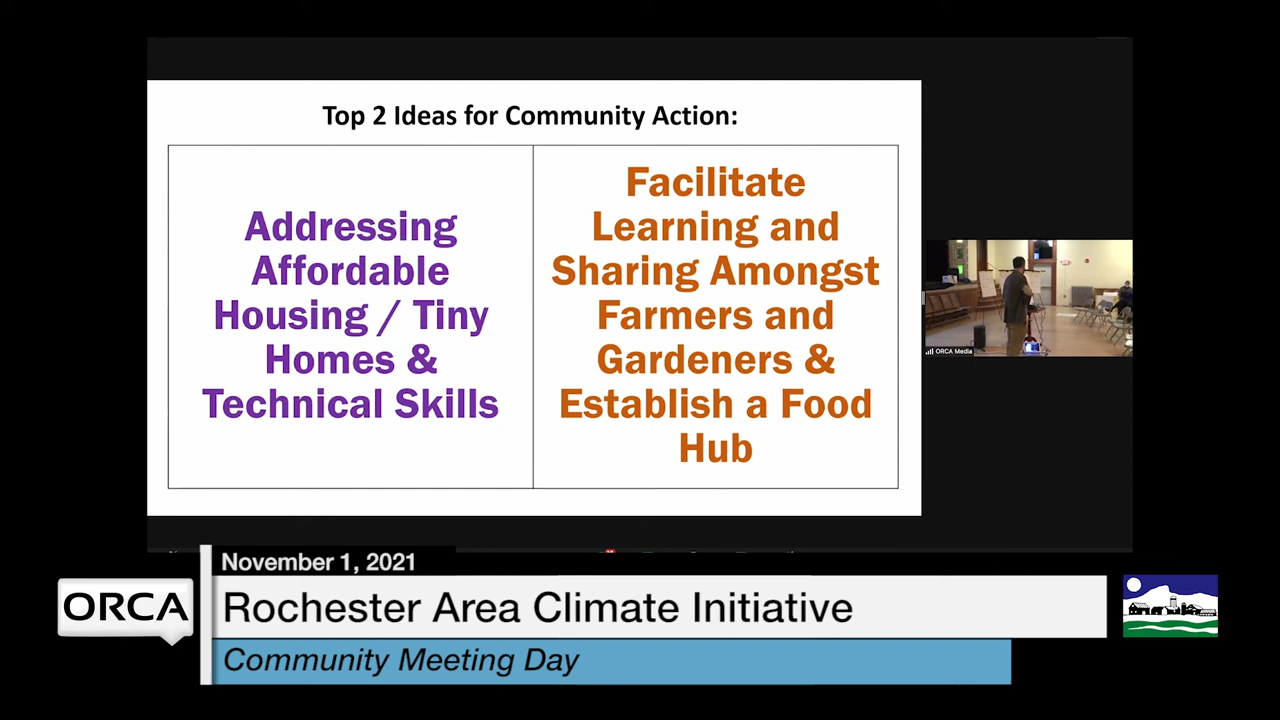 Top 2 Ideas for Community Action:
Addressing
Affordable
Housing / Tiny
Homes &
Technical Skills
Facilitate
Learning and
Sharing Amongst
Farmers and
Gardeners &
Establish a Food
Hub
ORCA Media
November 1, 2021
ORCA
Rochester Area Climate Initiative
Community Meeting Day